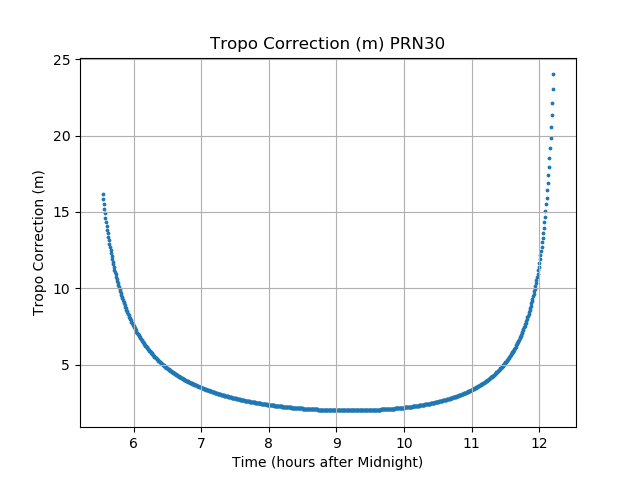 Tropo Correction (m) PRN30
25
20
15
10
5
Tropo Correction (m)
6 7 8 9 10 11 12
Time (hours after Midnight)